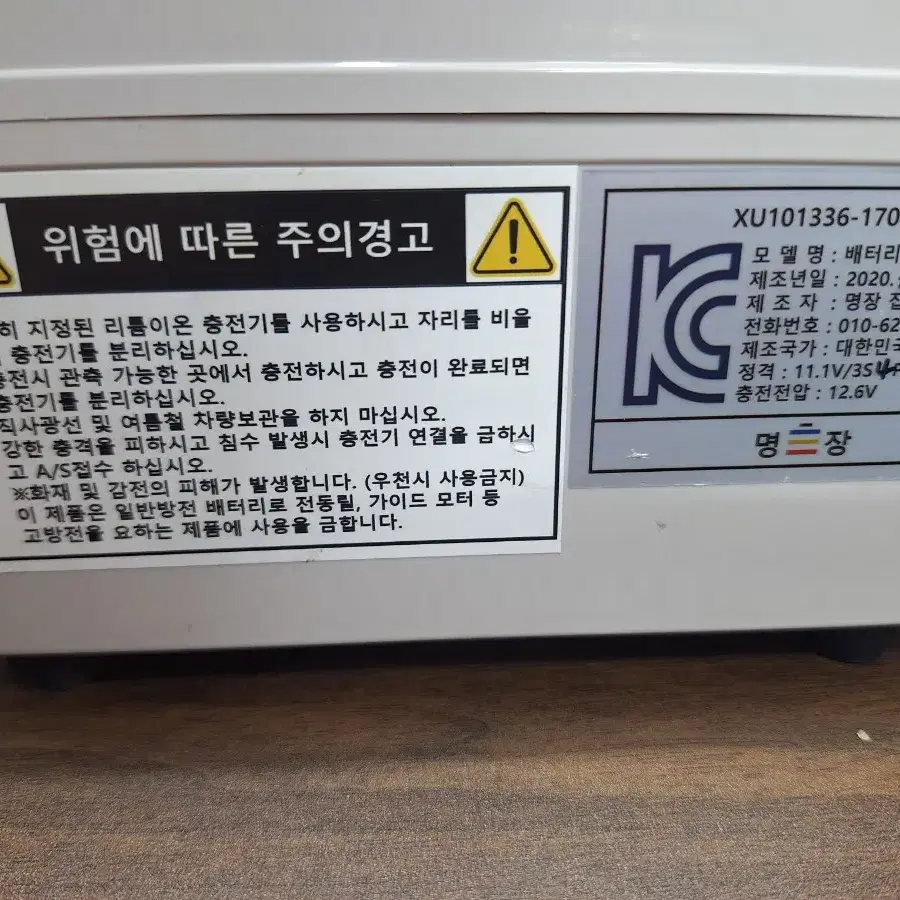 위험에 따른 주의경고
히 지정된 리튬이온 충전기를 사용하시고 자리를 비울
충전기를 분리하십시오.
충전시 관측 가능한 곳에서 충전하시고 충전이 완료되면
충전기를 분리하십시오.
직사광선 및 여름철 차량보관을 하지 마십시오.
강한 충격을 피하시고 침수 발생시 충전기 연결을 금하시
고 A/S접수 하십시오.
※화재 및 감전의 피해가 발생합니다. (우천시 사용금지)
이 제품은 일반방전 배터리로 전동릴, 가이드 모터 등
고방전을 요하는 제품에 사용을 금합니다.
XU101336-170
모 델 명 : 배터리
제조년일 : 2020.
제 조 자 : 명장 집
전화번호 : 010-62
제조국가 : 대한민국
정격 : 11.1V/3S4P
충전전압 : 12.6V
명 장